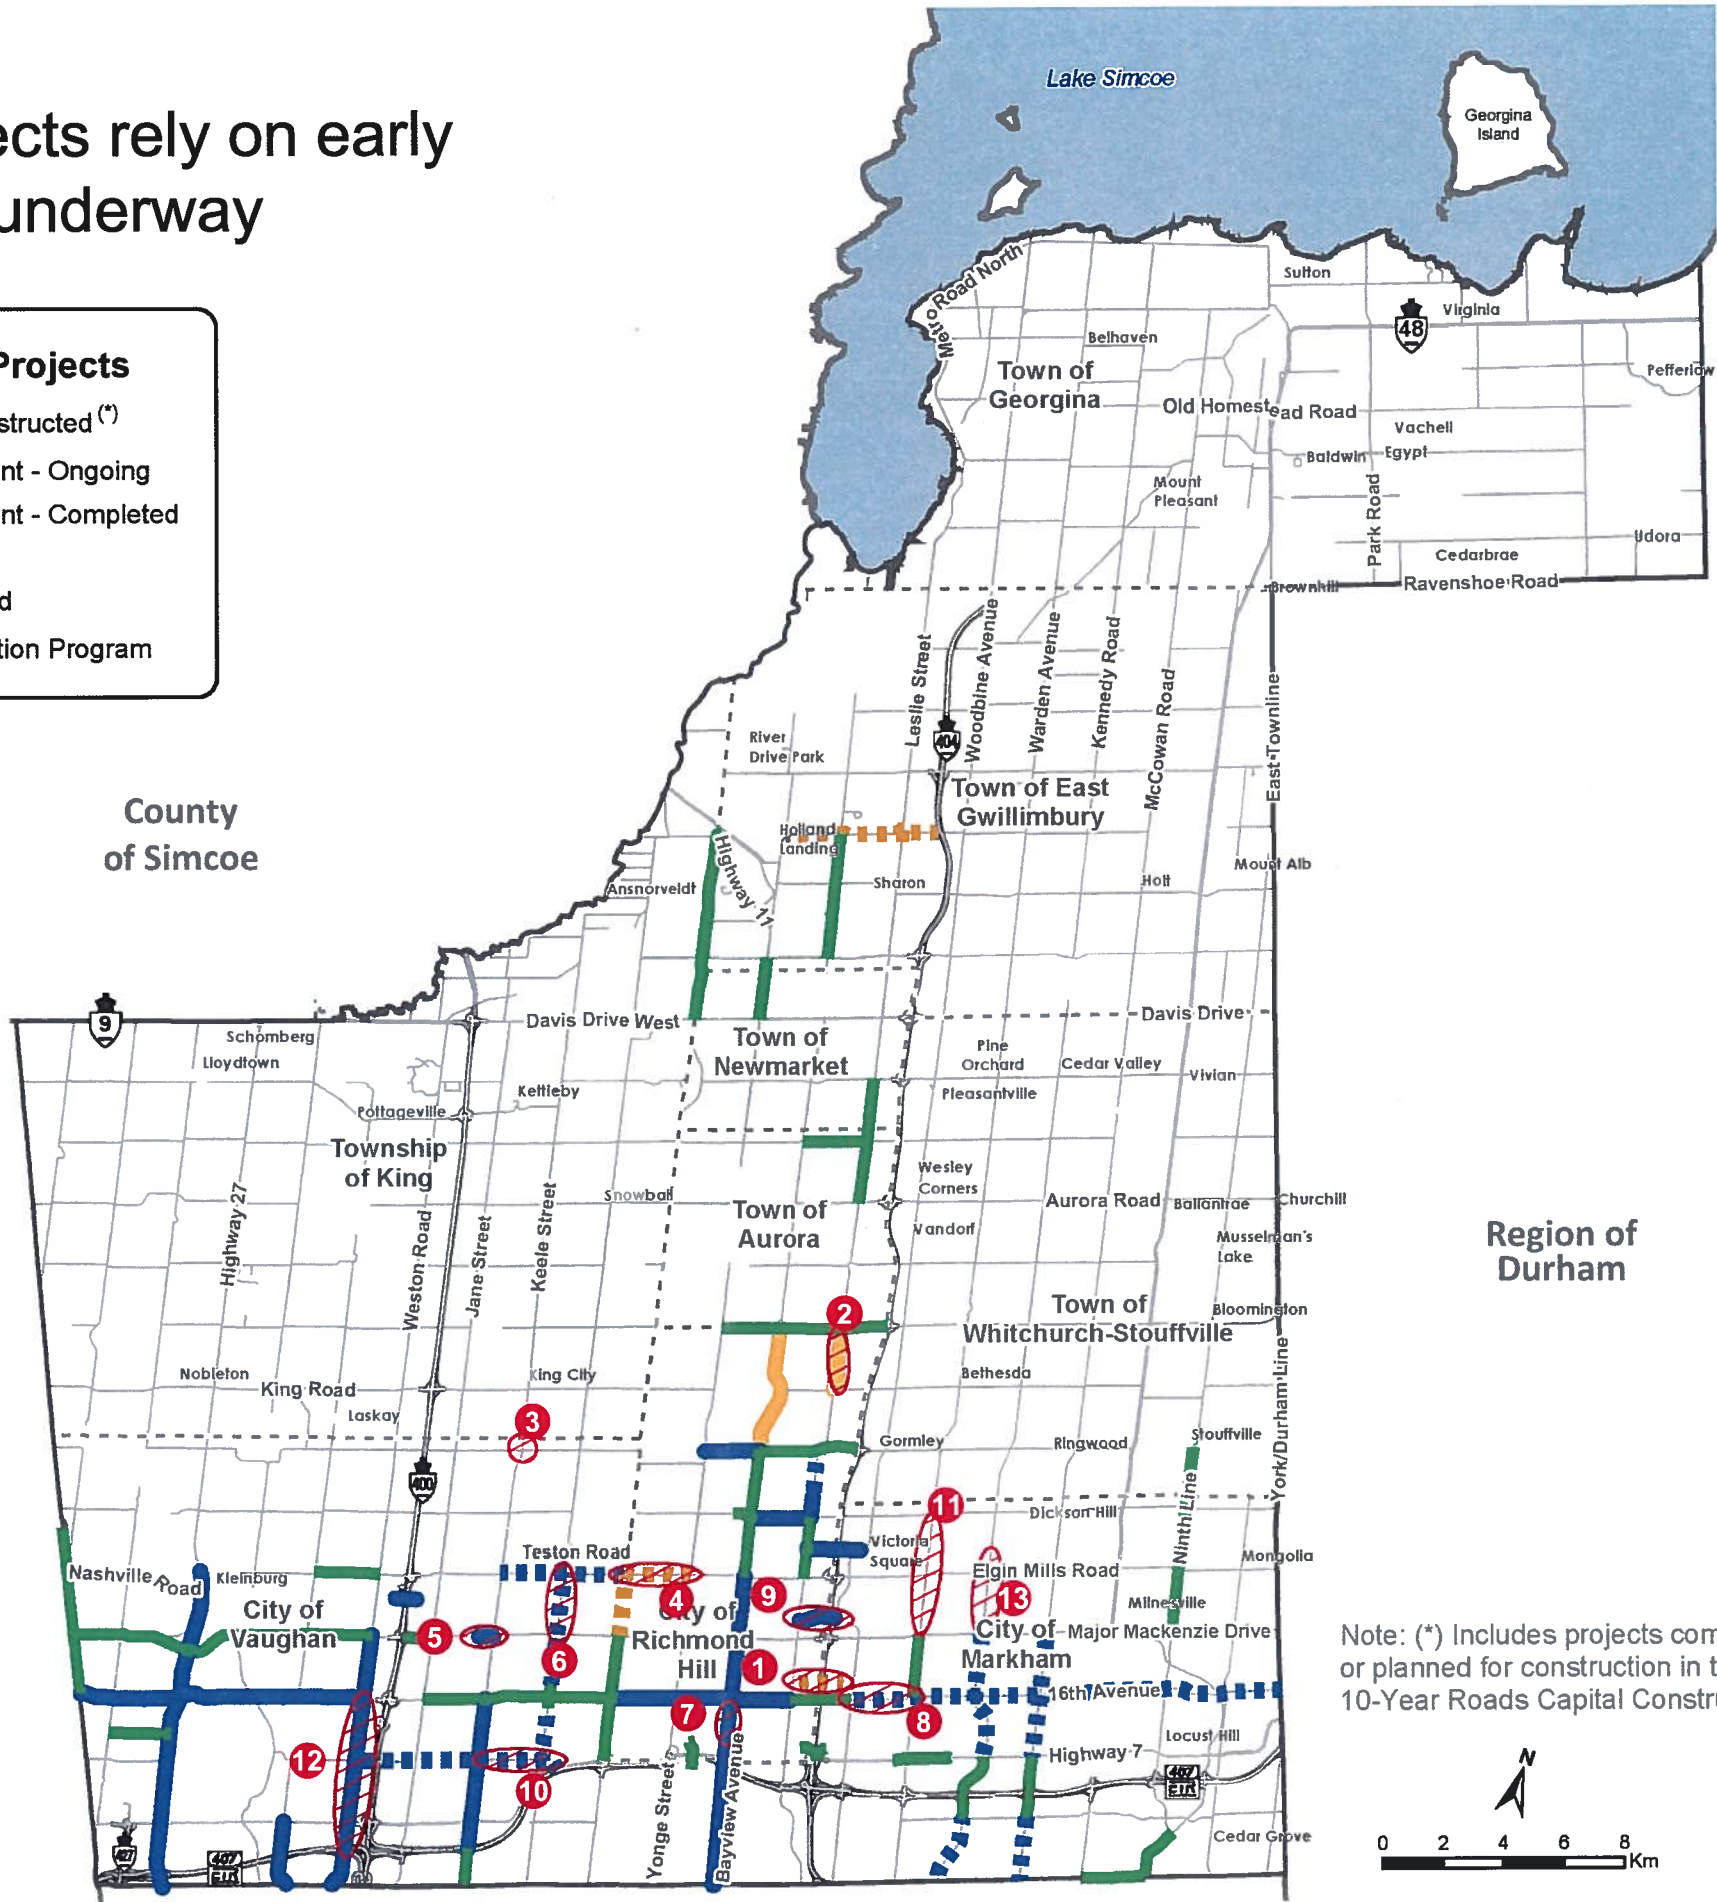 ects rely on early
underway
Projects
structed (*)
nt - Ongoing
nt - Completed
d
tion Program
Lake Simcoe
Georgina
Island
Metro Road North
Sutton
Virginia
48
Belhaven
Pefferlaw
Town of
Georgina
Old Homestead Road
Vachell
Baldwin
Egypt
Mount
Pleasant
Park Road
Udora
Cedarbrae
Brownhill
Ravenshoe Road
Leslie Street
Woodbine Avenue
Warden Avenue
Kennedy Road
McCowan Road
East Townline
404
River
Drive Park
Town of East
Gwillimbury
County
of Simcoe
Holland
Landing
Highway 11
Ansnorveldt
Sharon
Holt
Mount Alb
9
Schomberg
Lloydtown
Davis Drive West
Davis Drive
Town of
Newmarket
Pine
Orchard
Cedar Valley
Vivian
Pleasantville
Kettleby
Pottageville
Township
of King
Highway 27
Weston Road
Jane Street
Keele Street
Snowball
Wesley
Corners
Aurora Road
Ballantrae
Churchill
Town of
Aurora
Vandorf
Musselman's
Lake
Region of
Durham
2
Town of
Whitchurch-Stouffville
Bloomington
Nobleton
King Road
King City
Bethesda
Laskay
3
York/Durham Line
Gormley
Ringwood
Stouffville
400
11
Dickson Hill
Ninth Line
Victoria
Square
Teston Road
Mongolia
Nashville Road
Kleinburg
Elgin Mills Road
4
9
13
City of
Vaughan
City of
Richmond
Hill
Milnesville
5
City of
Markham
Major Mackenzie Drive
6
1
16th Avenue
7
8
Locust Hill
Highway 7
12
10
Yonge Street
Bayview Avenue
407
ETR
Cedar Grove
427
407
ETR
Note: (*) Includes projects com
or planned for construction in t
10-Year Roads Capital Constru
N
0 2 4 6 8
Km